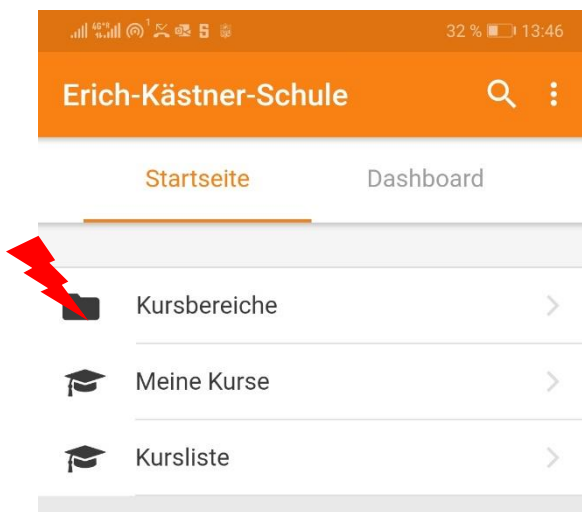 32 % 13:46
Erich-Kästner-Schule
Startseite Dashboard
Kursbereiche
Meine Kurse
Kursliste